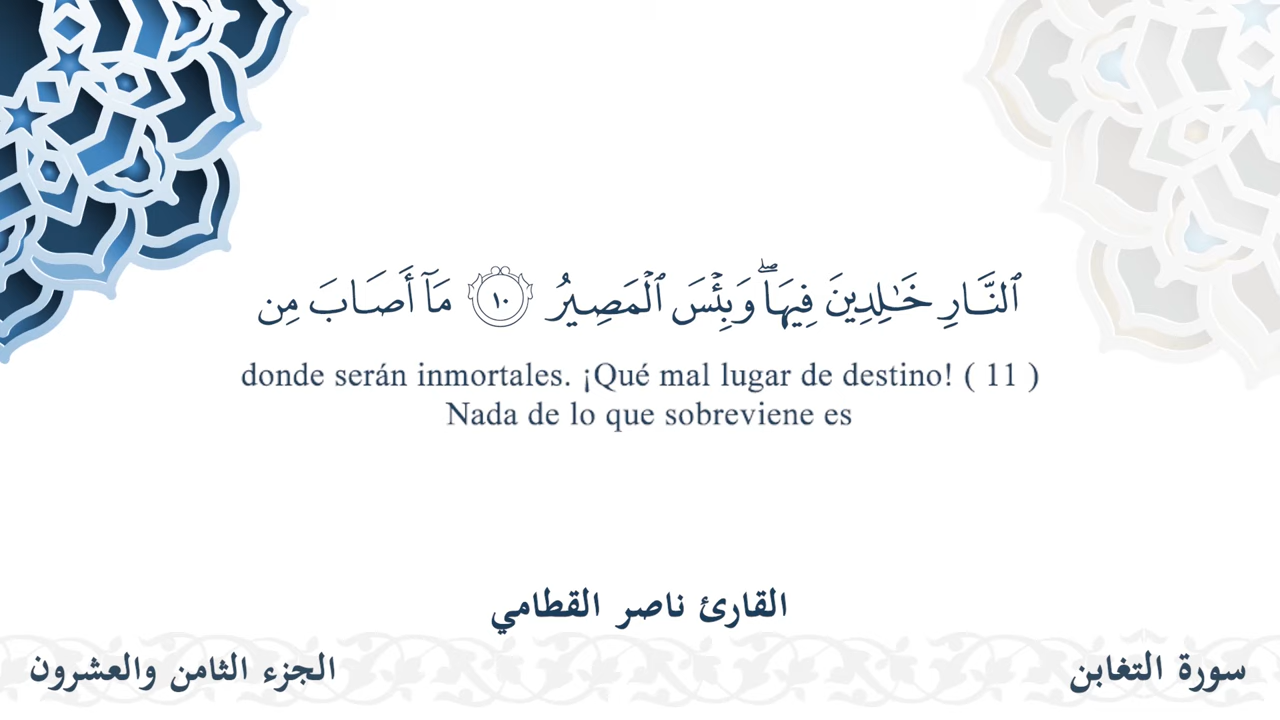 ٱلنَّارِ خَـٰلِدِينَ فِيهَاۖ وَبِئۡسَ ٱلۡمَصِيرُ ١٠ مَآ أَصَابَ مِن
donde serán inmortales. ¡Qué mal lugar de destino! ( 11 )
Nada de lo que sobreviene es
القارئ ناصر القطامي
سورة التغابن
الجزء الثامن والعشرون